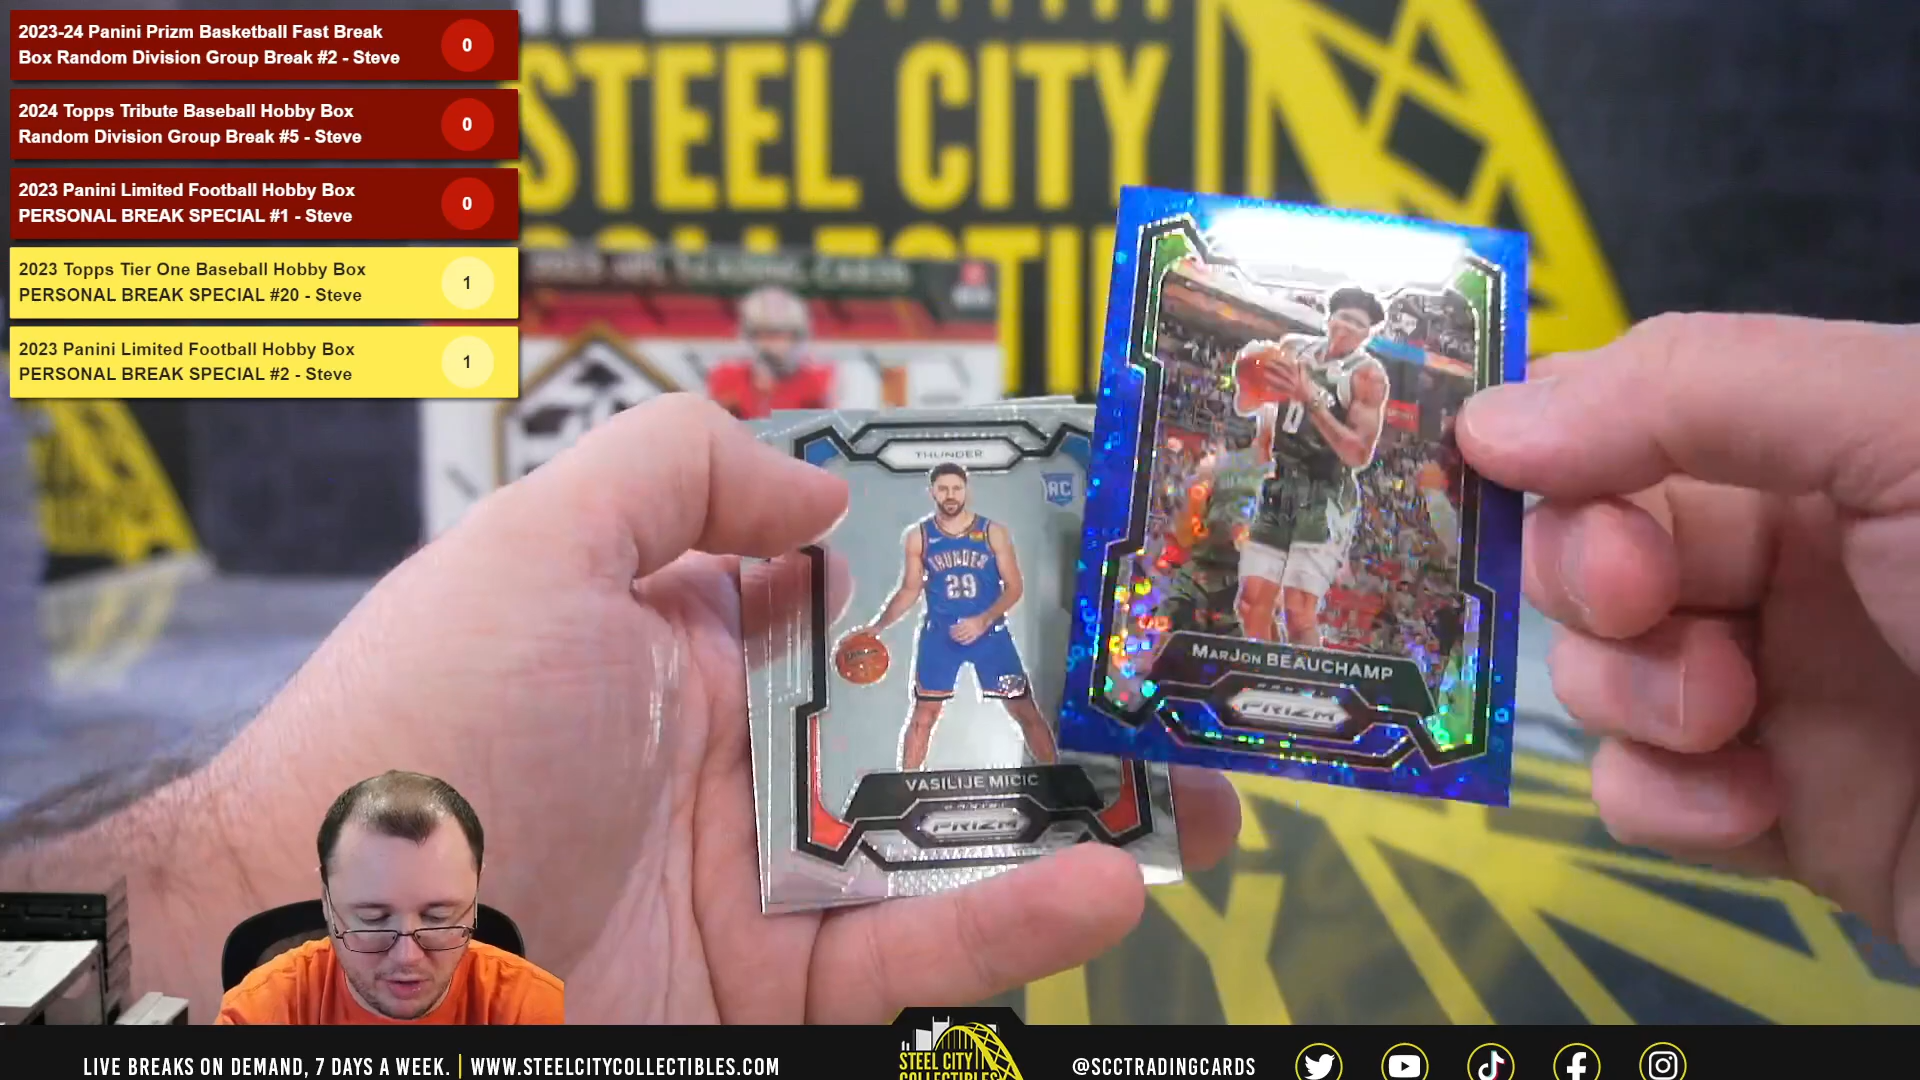 2023-24 Panini Prizm Basketball Fast Break
Box Random Division Group Break #2 - Steve
0
2024 Topps Tribute Baseball Hobby Box
Random Division Group Break #5 - Steve
0
2023 Panini Limited Football Hobby Box
PERSONAL BREAK SPECIAL #1 - Steve
0
2023 Topps Tier One Baseball Hobby Box
PERSONAL BREAK SPECIAL #20 - Steve
1
2023 Panini Limited Football Hobby Box
PERSONAL BREAK SPECIAL #2 - Steve
1
STEEL CITY
THUNDER
RC
THUNDER
29
VASILIJE MICIC
PANINI
PRIZM
0
MARJON BEAUCHAMP
PANINI
PRIZM
LIVE BREAKS ON DEMAND, 7 DAYS A WEEK. | WWW.STEELCITYCOLLECTIBLES.COM
STEEL CITY
COLLECTIBLES
@SCCTRADINGCARDS